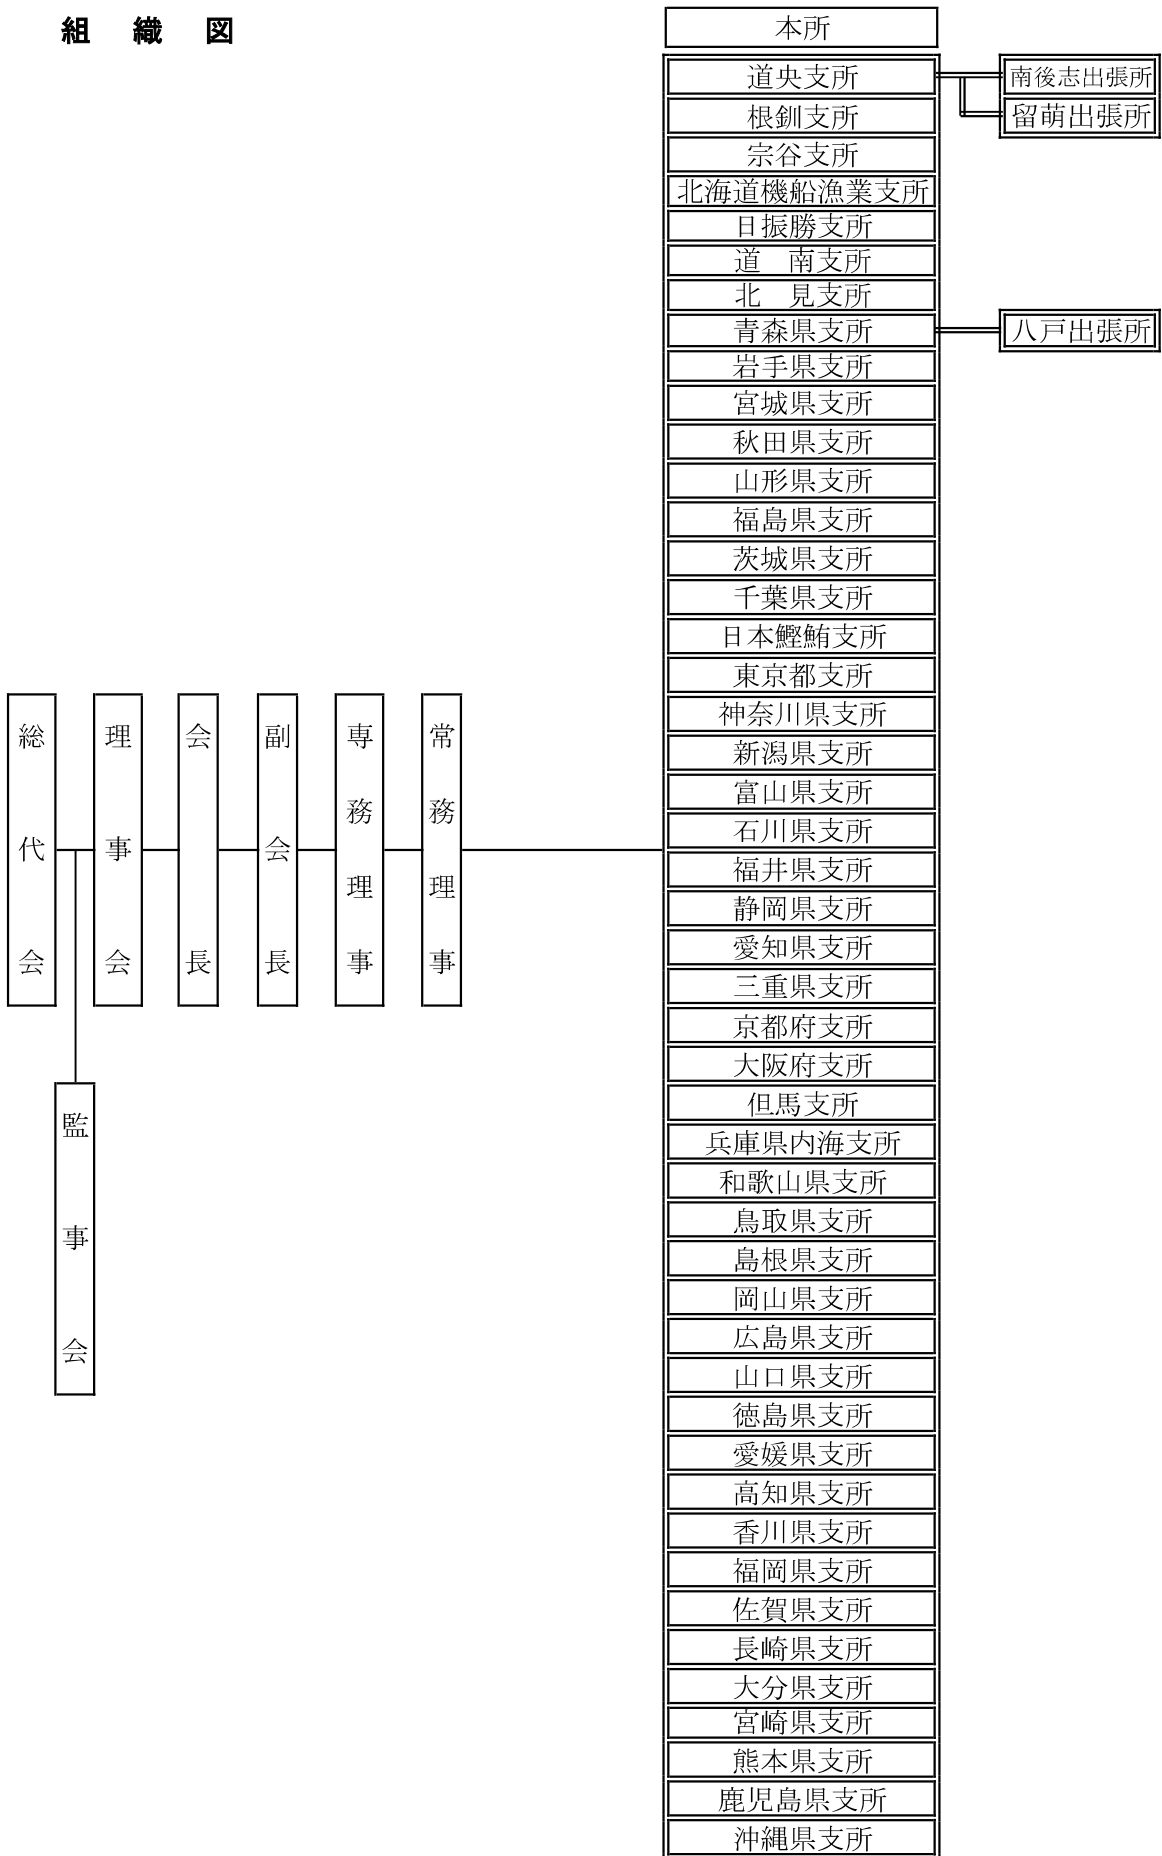 組　織　図
本所
道央支所
南後志出張所
根釧支所
留萌出張所
宗谷支所
北海道機船漁業支所
日振勝支所
道　南支所
北　見支所
青森県支所
八戸出張所
岩手県支所
宮城県支所
秋田県支所
山形県支所
福島県支所
茨城県支所
千葉県支所
日本鰹鮪支所
東京都支所
神奈川県支所
新潟県支所
富山県支所
石川県支所
福井県支所
静岡県支所
愛知県支所
三重県支所
京都府支所
大阪府支所
但馬支所
兵庫県内海支所
和歌山県支所
鳥取県支所
島根県支所
岡山県支所
広島県支所
山口県支所
徳島県支所
愛媛県支所
高知県支所
香川県支所
福岡県支所
佐賀県支所
長崎県支所
大分県支所
宮崎県支所
熊本県支所
鹿児島県支所
沖縄県支所
総代会
理事会
会長
副会長
専務理事
常務理事
監事会